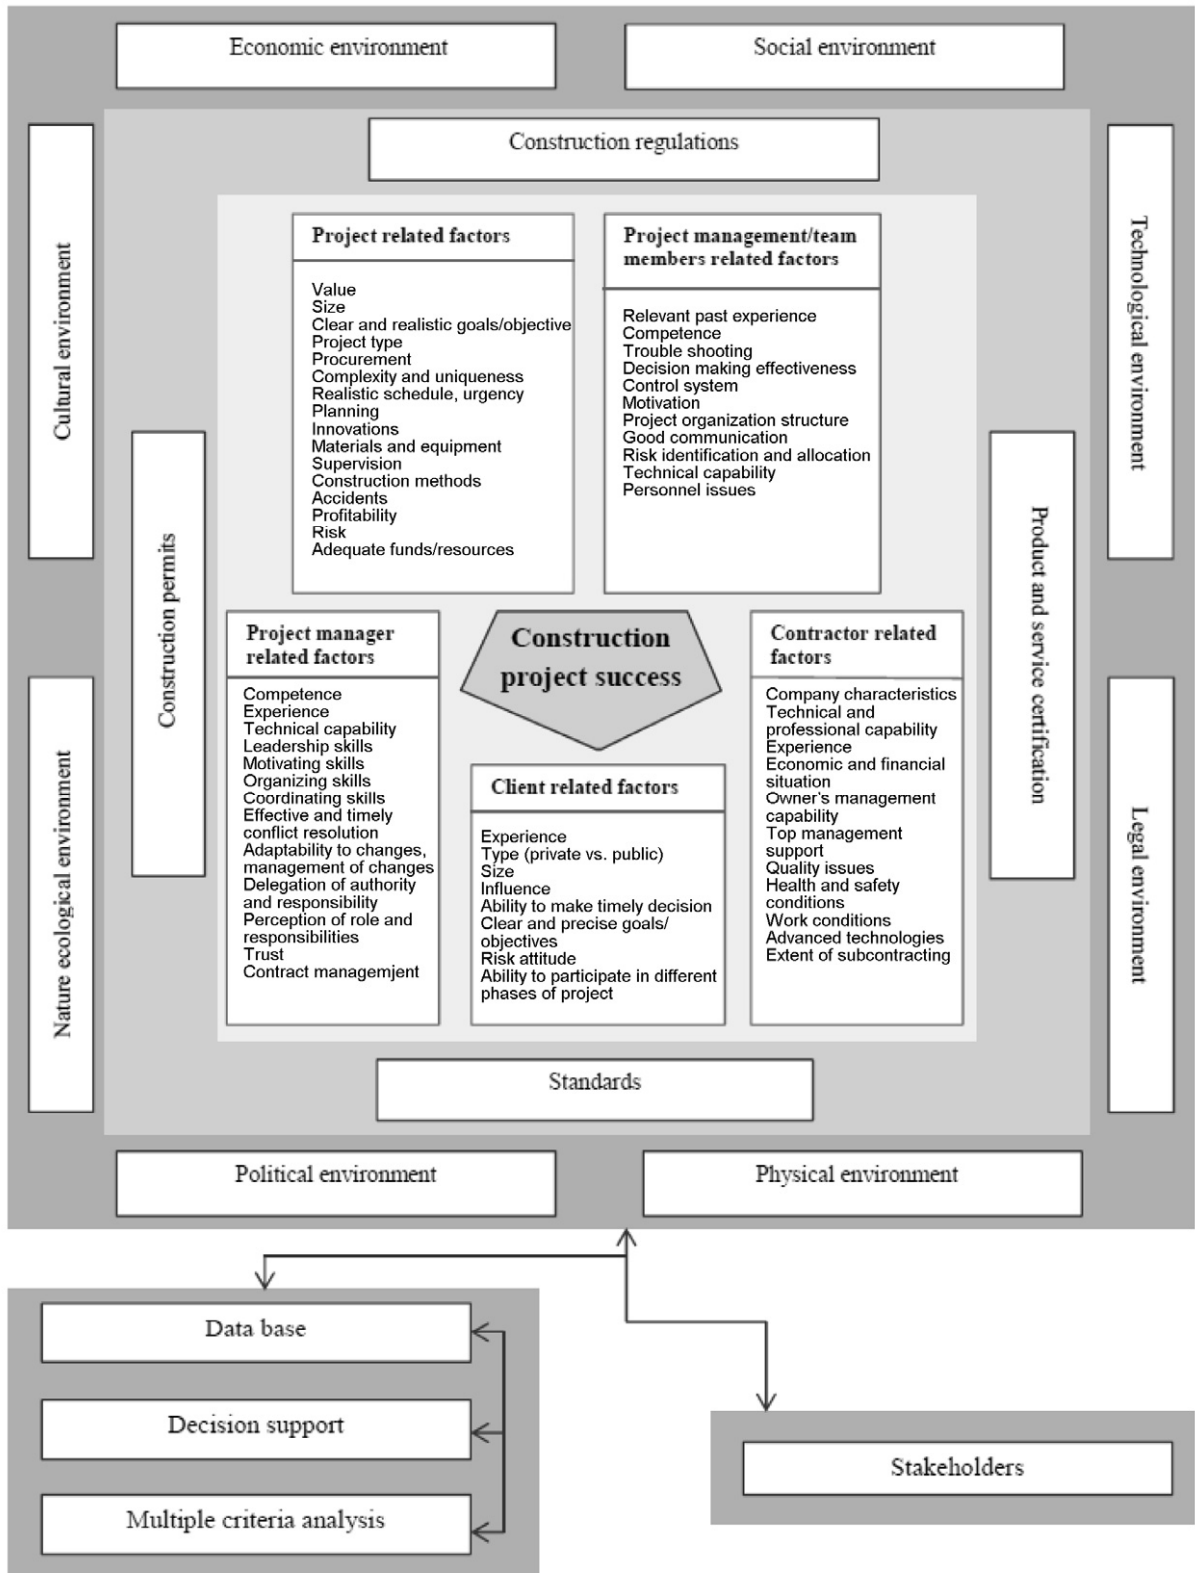 Economic environment
Social environment
Construction regulations
Cultural environment
Technological environment
Project related factors
Value
Size
Clear and realistic goals/objective
Project type
Procurement
Complexity and uniqueness
Realistic schedule, urgency
Planning
Innovations
Materials and equipment
Supervision
Construction methods
Accidents
Profitability
Risk
Adequate funds/resources
Project management/team
members related factors
Relevant past experience
Competence
Trouble shooting
Decision making effectiveness
Control system
Motivation
Project organization structure
Good communication
Risk identification and allocation
Technical capability
Personnel issues
Construction permits
Product and service certification
Project manager
related factors
Competence
Experience
Technical capability
Leadership skills
Motivating skills
Organizing skills
Coordinating skills
Effective and timely
conflict resolution
Adaptability to changes,
management of changes
Delegation of authority
and responsibility
Perception of role and
responsibilities
Trust
Contract managemjent
Construction
project success
Client related factors
Experience
Type (private vs. public)
Size
Influence
Ability to make timely decision
Clear and precise goals/
objectives
Risk attitude
Ability to participate in different
phases of project
Contractor related
factors
Company characteristics
Technical and
professional capability
Experience
Economic and financial
situation
Owner's management
capability
Top management
support
Quality issues
Health and safety
conditions
Work conditions
Advanced technologies
Extent of subcontracting
Nature ecological environment
Legal environment
Standards
Political environment
Physical environment
Data base
Decision support
Multiple criteria analysis
Stakeholders